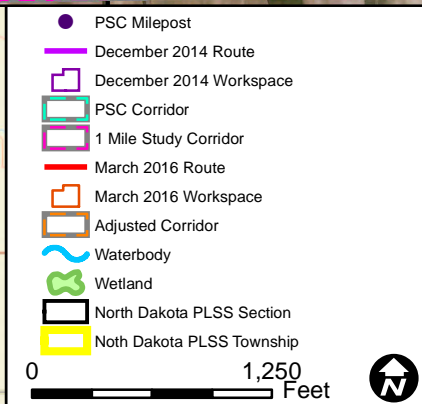 PSC Milepost
December 2014 Route
December 2014 Workspace
PSC Corridor
1 Mile Study Corridor
March 2016 Route
March 2016 Workspace
Adjusted Corridor
Waterbody
Wetland
North Dakota PLSS Section
Noth Dakota PLSS Township
0 1,250
Feet
N